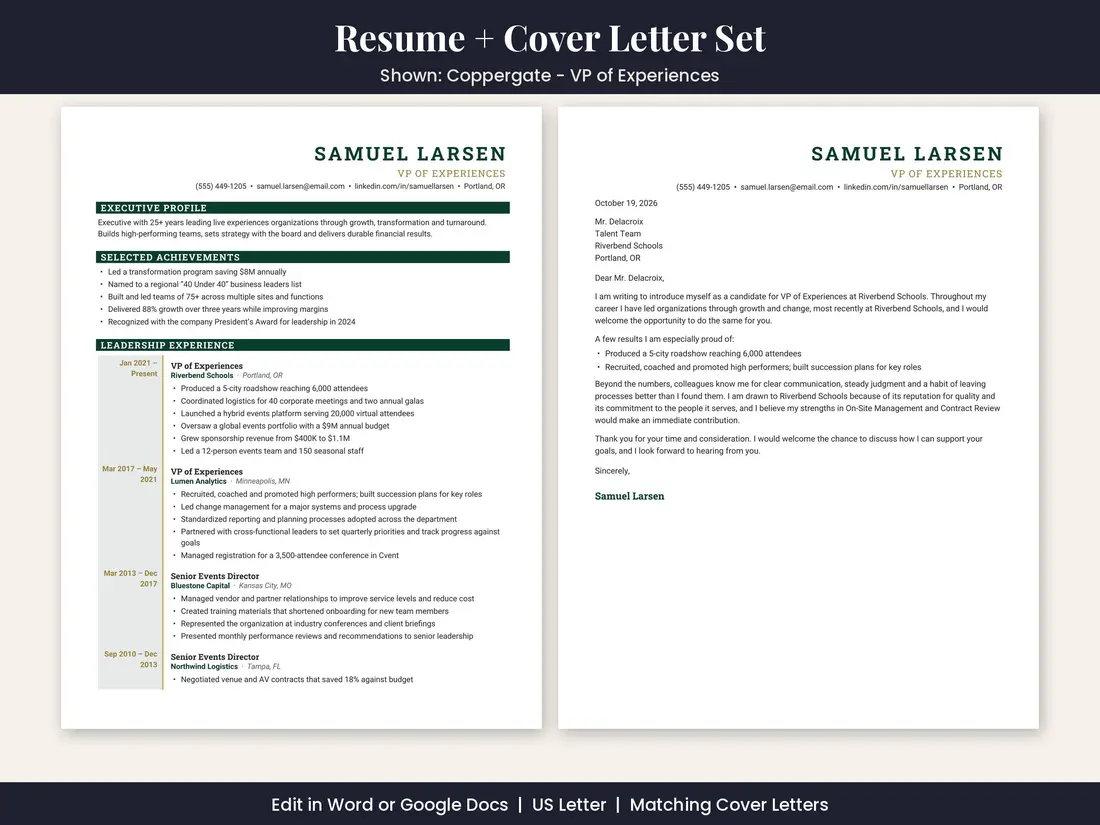 Resume + Cover Letter Set
Shown: Coppergate - VP of Experiences
SAMUEL LARSEN
VP OF EXPERIENCES
(555) 449-1205 • samuel.larsen@email.com • linkedin.com/in/samuellarsen • Portland, OR
EXECUTIVE PROFILE
Executive with 25+ years leading live experiences organizations through growth, transformation and turnaround.
Builds high-performing teams, sets strategy with the board and delivers durable financial results.
SELECTED ACHIEVEMENTS
• Led a transformation program saving $8M annually
• Named to a regional "40 Under 40" business leaders list
• Built and led teams of 75+ across multiple sites and functions
• Delivered 88% growth over three years while improving margins
• Recognized with the company President's Award for leadership in 2024
LEADERSHIP EXPERIENCE
Jan 2021 –
Present
VP of Experiences
Riverbend Schools · Portland, OR
• Produced a 5-city roadshow reaching 6,000 attendees
• Coordinated logistics for 40 corporate meetings and two annual galas
• Launched a hybrid events platform serving 20,000 virtual attendees
• Oversaw a global events portfolio with a $9M annual budget
• Grew sponsorship revenue from $400K to $1.1M
• Led a 12-person events team and 150 seasonal staff
Mar 2017 – May
2021
VP of Experiences
Lumen Analytics · Minneapolis, MN
• Recruited, coached and promoted high performers; built succession plans for key roles
• Led change management for a major systems and process upgrade
• Standardized reporting and planning processes adopted across the department
• Partnered with cross-functional leaders to set quarterly priorities and track progress against
goals
• Managed registration for a 3,500-attendee conference in Cvent
Mar 2013 – Dec
2017
Senior Events Director
Bluestone Capital · Kansas City, MO
• Managed vendor and partner relationships to improve service levels and reduce cost
• Created training materials that shortened onboarding for new team members
• Represented the organization at industry conferences and client briefings
• Presented monthly performance reviews and recommendations to senior leadership
Sep 2010 – Dec
2013
Senior Events Director
Northwind Logistics · Tampa, FL
• Negotiated venue and AV contracts that saved 18% against budget
SAMUEL LARSEN
VP OF EXPERIENCES
(555) 449-1205 • samuel.larsen@email.com • linkedin.com/in/samuellarsen • Portland, OR
October 19, 2026
Mr. Delacroix
Talent Team
Riverbend Schools
Portland, OR
Dear Mr. Delacroix,
I am writing to introduce myself as a candidate for VP of Experiences at Riverbend Schools. Throughout my
career I have led organizations through growth and change, most recently at Riverbend Schools, and I would
welcome the opportunity to do the same for you.
A few results I am especially proud of:
• Produced a 5-city roadshow reaching 6,000 attendees
• Recruited, coached and promoted high performers; built succession plans for key roles
Beyond the numbers, colleagues know me for clear communication, steady judgment and a habit of leaving
processes better than I found them. I am drawn to Riverbend Schools because of its reputation for quality and
its commitment to the people it serves, and I believe my strengths in On-Site Management and Contract Review
would make an immediate contribution.
Thank you for your time and consideration. I would welcome the chance to discuss how I can support your
goals, and I look forward to hearing from you.
Sincerely,
Samuel Larsen
Edit in Word or Google Docs | US Letter | Matching Cover Letters